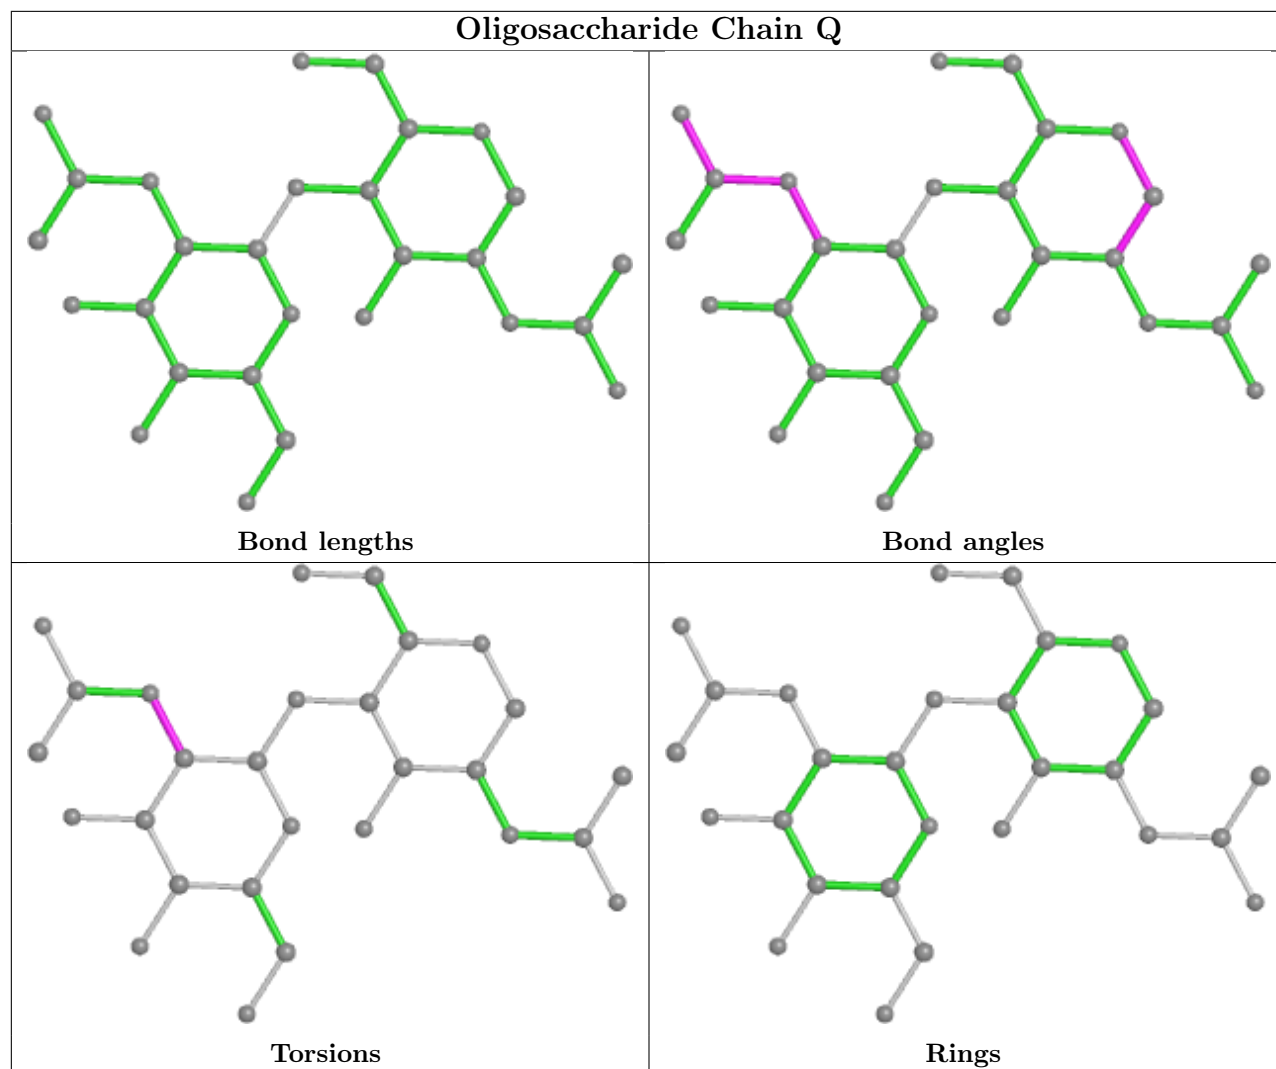 Oligosaccharide Chain Q
Bond lengths
Bond angles
Torsions
Rings